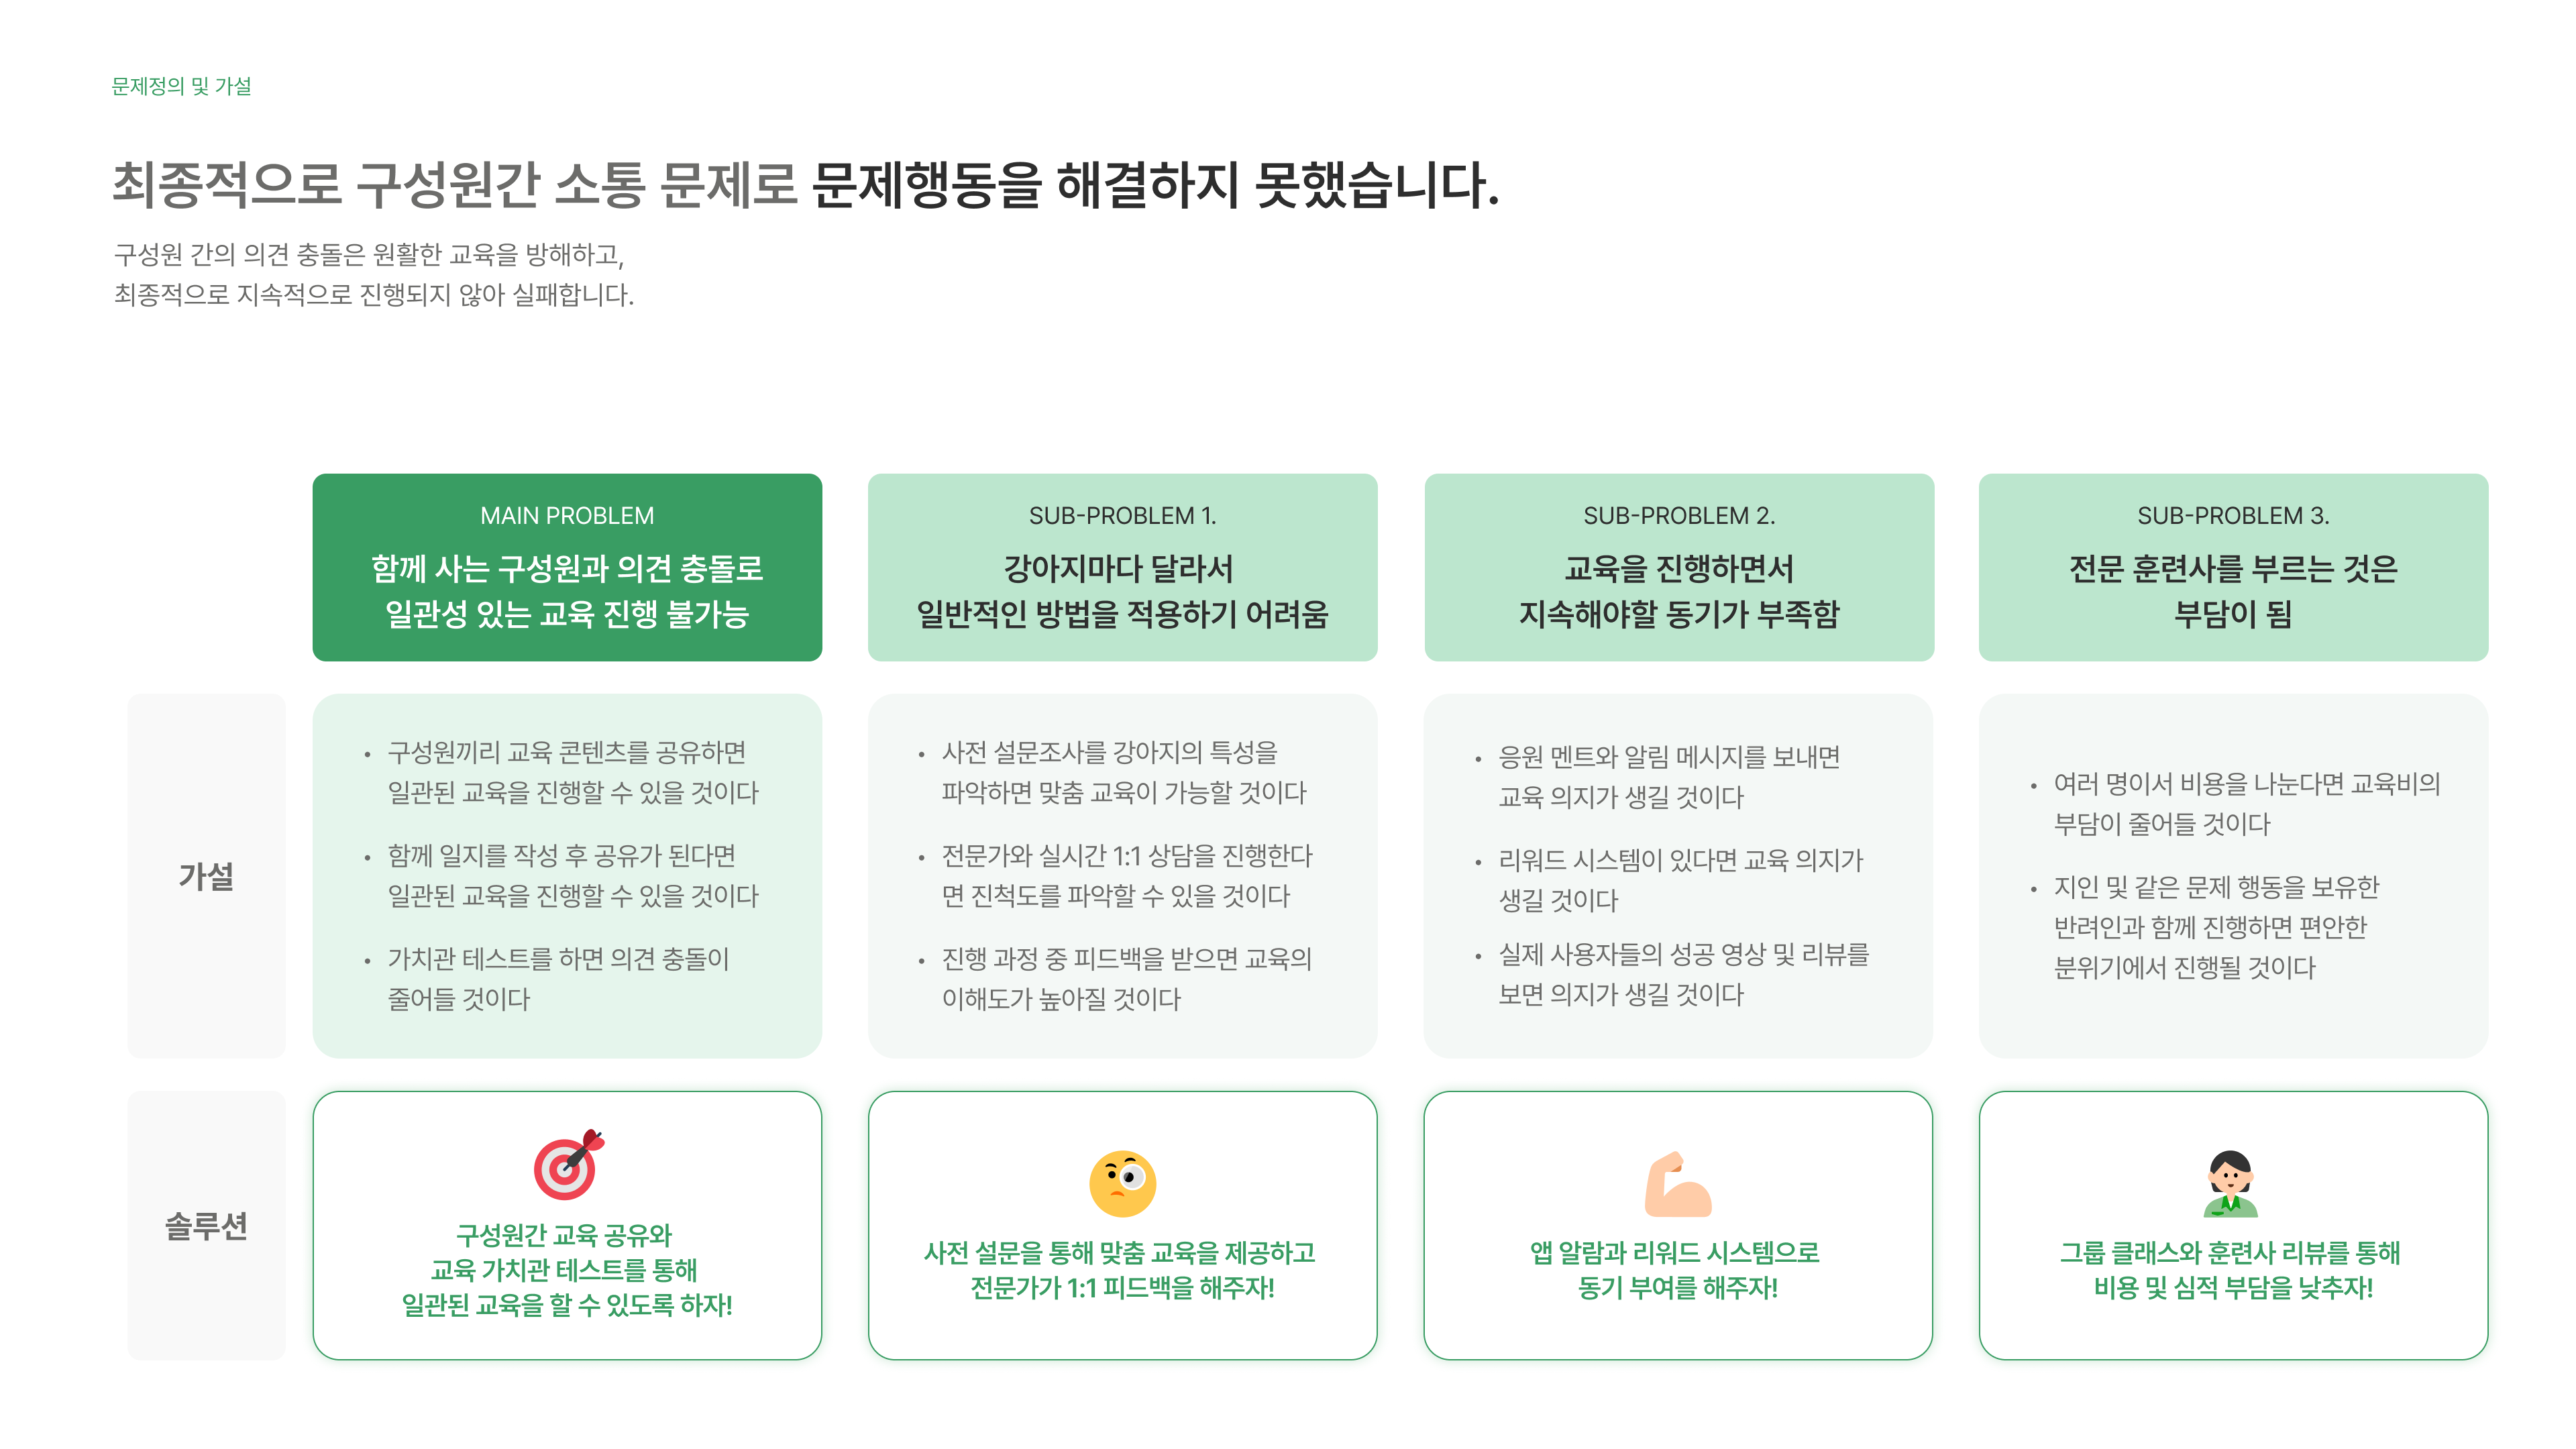 문제정의 및 가설
최종적으로 구성원간 소통 문제로 문제행동을 해결하지 못했습니다.
구성원 간의 의견 충돌은 원활한 교육을 방해하고,
최종적으로 지속적으로 진행되지 않아 실패합니다.
MAIN PROBLEM
함께 사는 구성원과 의견 충돌로
일관성 있는 교육 진행 불가능
SUB-PROBLEM 1.
강아지마다 달라서
일반적인 방법을 적용하기 어려움
SUB-PROBLEM 2.
교육을 진행하면서
지속해야할 동기가 부족함
SUB-PROBLEM 3.
전문 훈련사를 부르는 것은
부담이 됨
가설
• 구성원끼리 교육 콘텐츠를 공유하면
일관된 교육을 진행할 수 있을 것이다
• 함께 일지를 작성 후 공유가 된다면
일관된 교육을 진행할 수 있을 것이다
• 가치관 테스트를 하면 의견 충돌이
줄어들 것이다
• 사전 설문조사를 강아지의 특성을
파악하면 맞춤 교육이 가능할 것이다
• 전문가와 실시간 1:1 상담을 진행한다
면 진척도를 파악할 수 있을 것이다
• 진행 과정 중 피드백을 받으면 교육의
이해도가 높아질 것이다
• 응원 멘트와 알림 메시지를 보내면
교육 의지가 생길 것이다
• 리워드 시스템이 있다면 교육 의지가
생길 것이다
• 실제 사용자들의 성공 영상 및 리뷰를
보면 의지가 생길 것이다
• 여러 명이서 비용을 나눈다면 교육비의
부담이 줄어들 것이다
• 지인 및 같은 문제 행동을 보유한
반려인과 함께 진행하면 편안한
분위기에서 진행될 것이다
솔루션
구성원간 교육 공유와
교육 가치관 테스트를 통해
일관된 교육을 할 수 있도록 하자!
사전 설문을 통해 맞춤 교육을 제공하고
전문가가 1:1 피드백을 해주자!
앱 알람과 리워드 시스템으로
동기 부여를 해주자!
그룹 클래스와 훈련사 리뷰를 통해
비용 및 심적 부담을 낮추자!